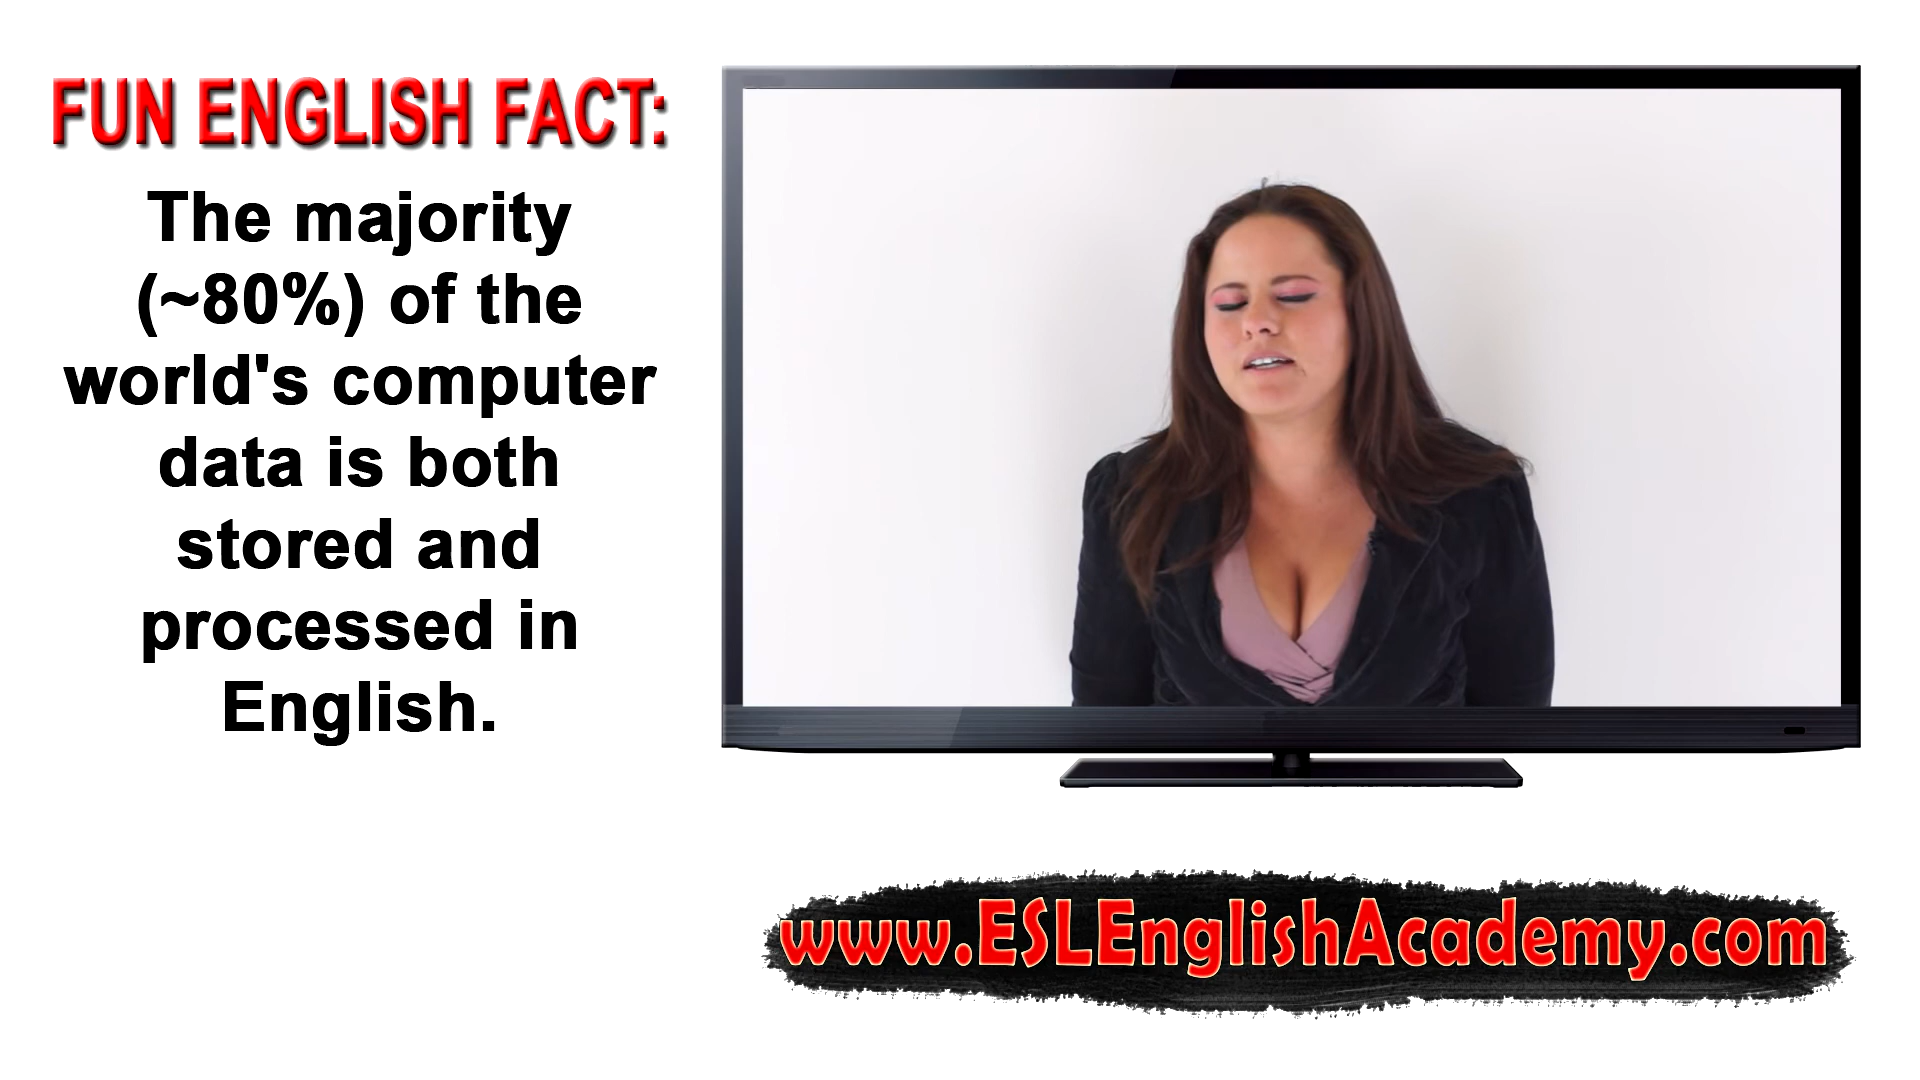 FUN ENGLISH FACT:
The majority
(~80%) of the
world's computer
data is both
stored and
processed in
English.
www.ESLEnglishAcademy.com